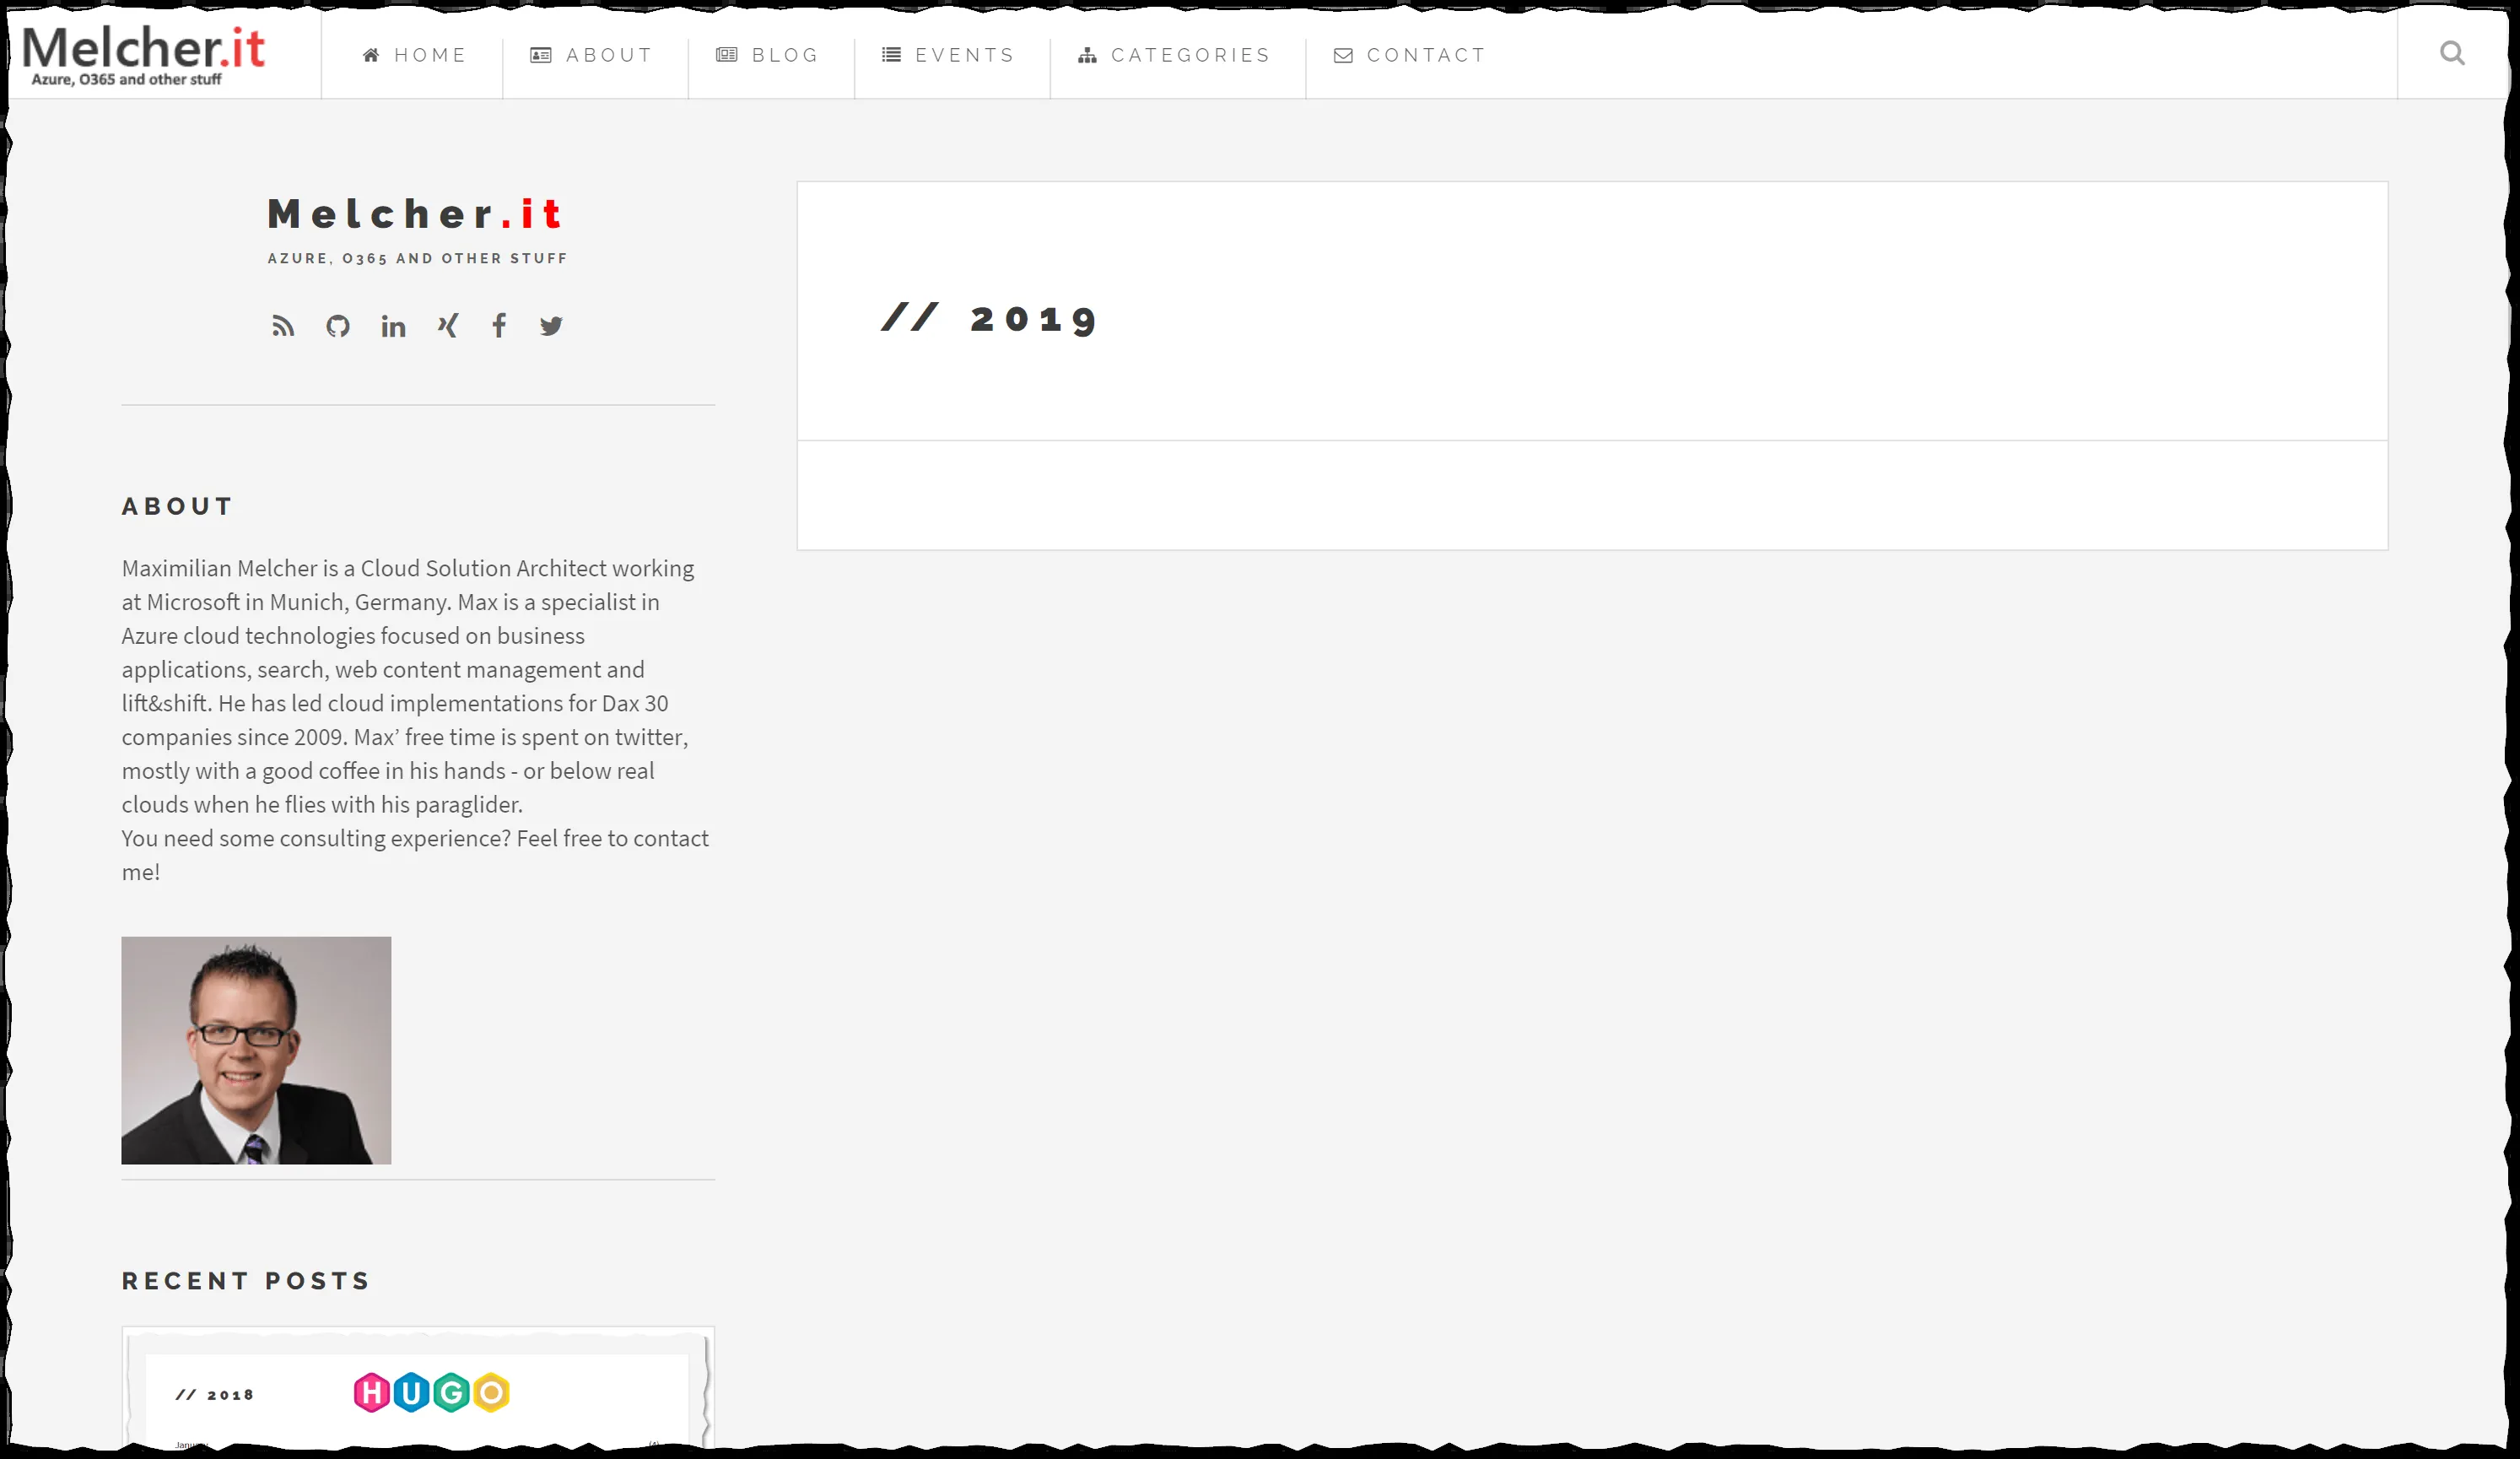 Melcher.it
Azure, O365 and other stuff
HOME
ABOUT
BLOG
EVENTS
CATEGORIES
CONTACT
Melcher.it
AZURE, O365 AND OTHER STUFF
// 2019
ABOUT
Maximilian Melcher is a Cloud Solution Architect working
at Microsoft in Munich, Germany. Max is a specialist in
Azure cloud technologies focused on business
applications, search, web content management and
lift&shift. He has led cloud implementations for Dax 30
companies since 2009. Max’ free time is spent on twitter,
mostly with a good coffee in his hands - or below real
clouds when he flies with his paraglider.
You need some consulting experience? Feel free to contact
me!
RECENT POSTS
// 2018
HUGO